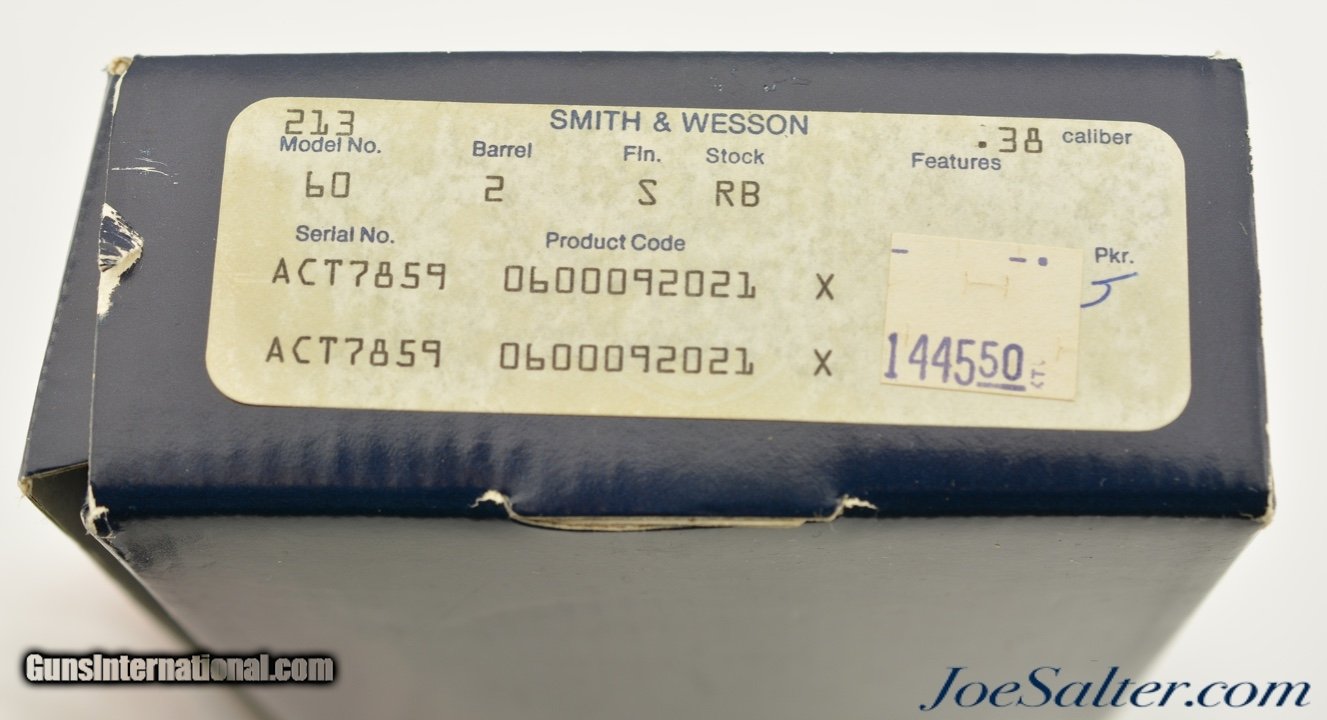 213 SMITH & WESSON .38 caliber
Model No. Barrel Fin. Stock Features
60 2 S RB
Serial No. Product Code Pkr.
ACT7859 0600092021 X
ACT7859 0600092021 X
144550
GunsInternational.com
JoeSalter.com